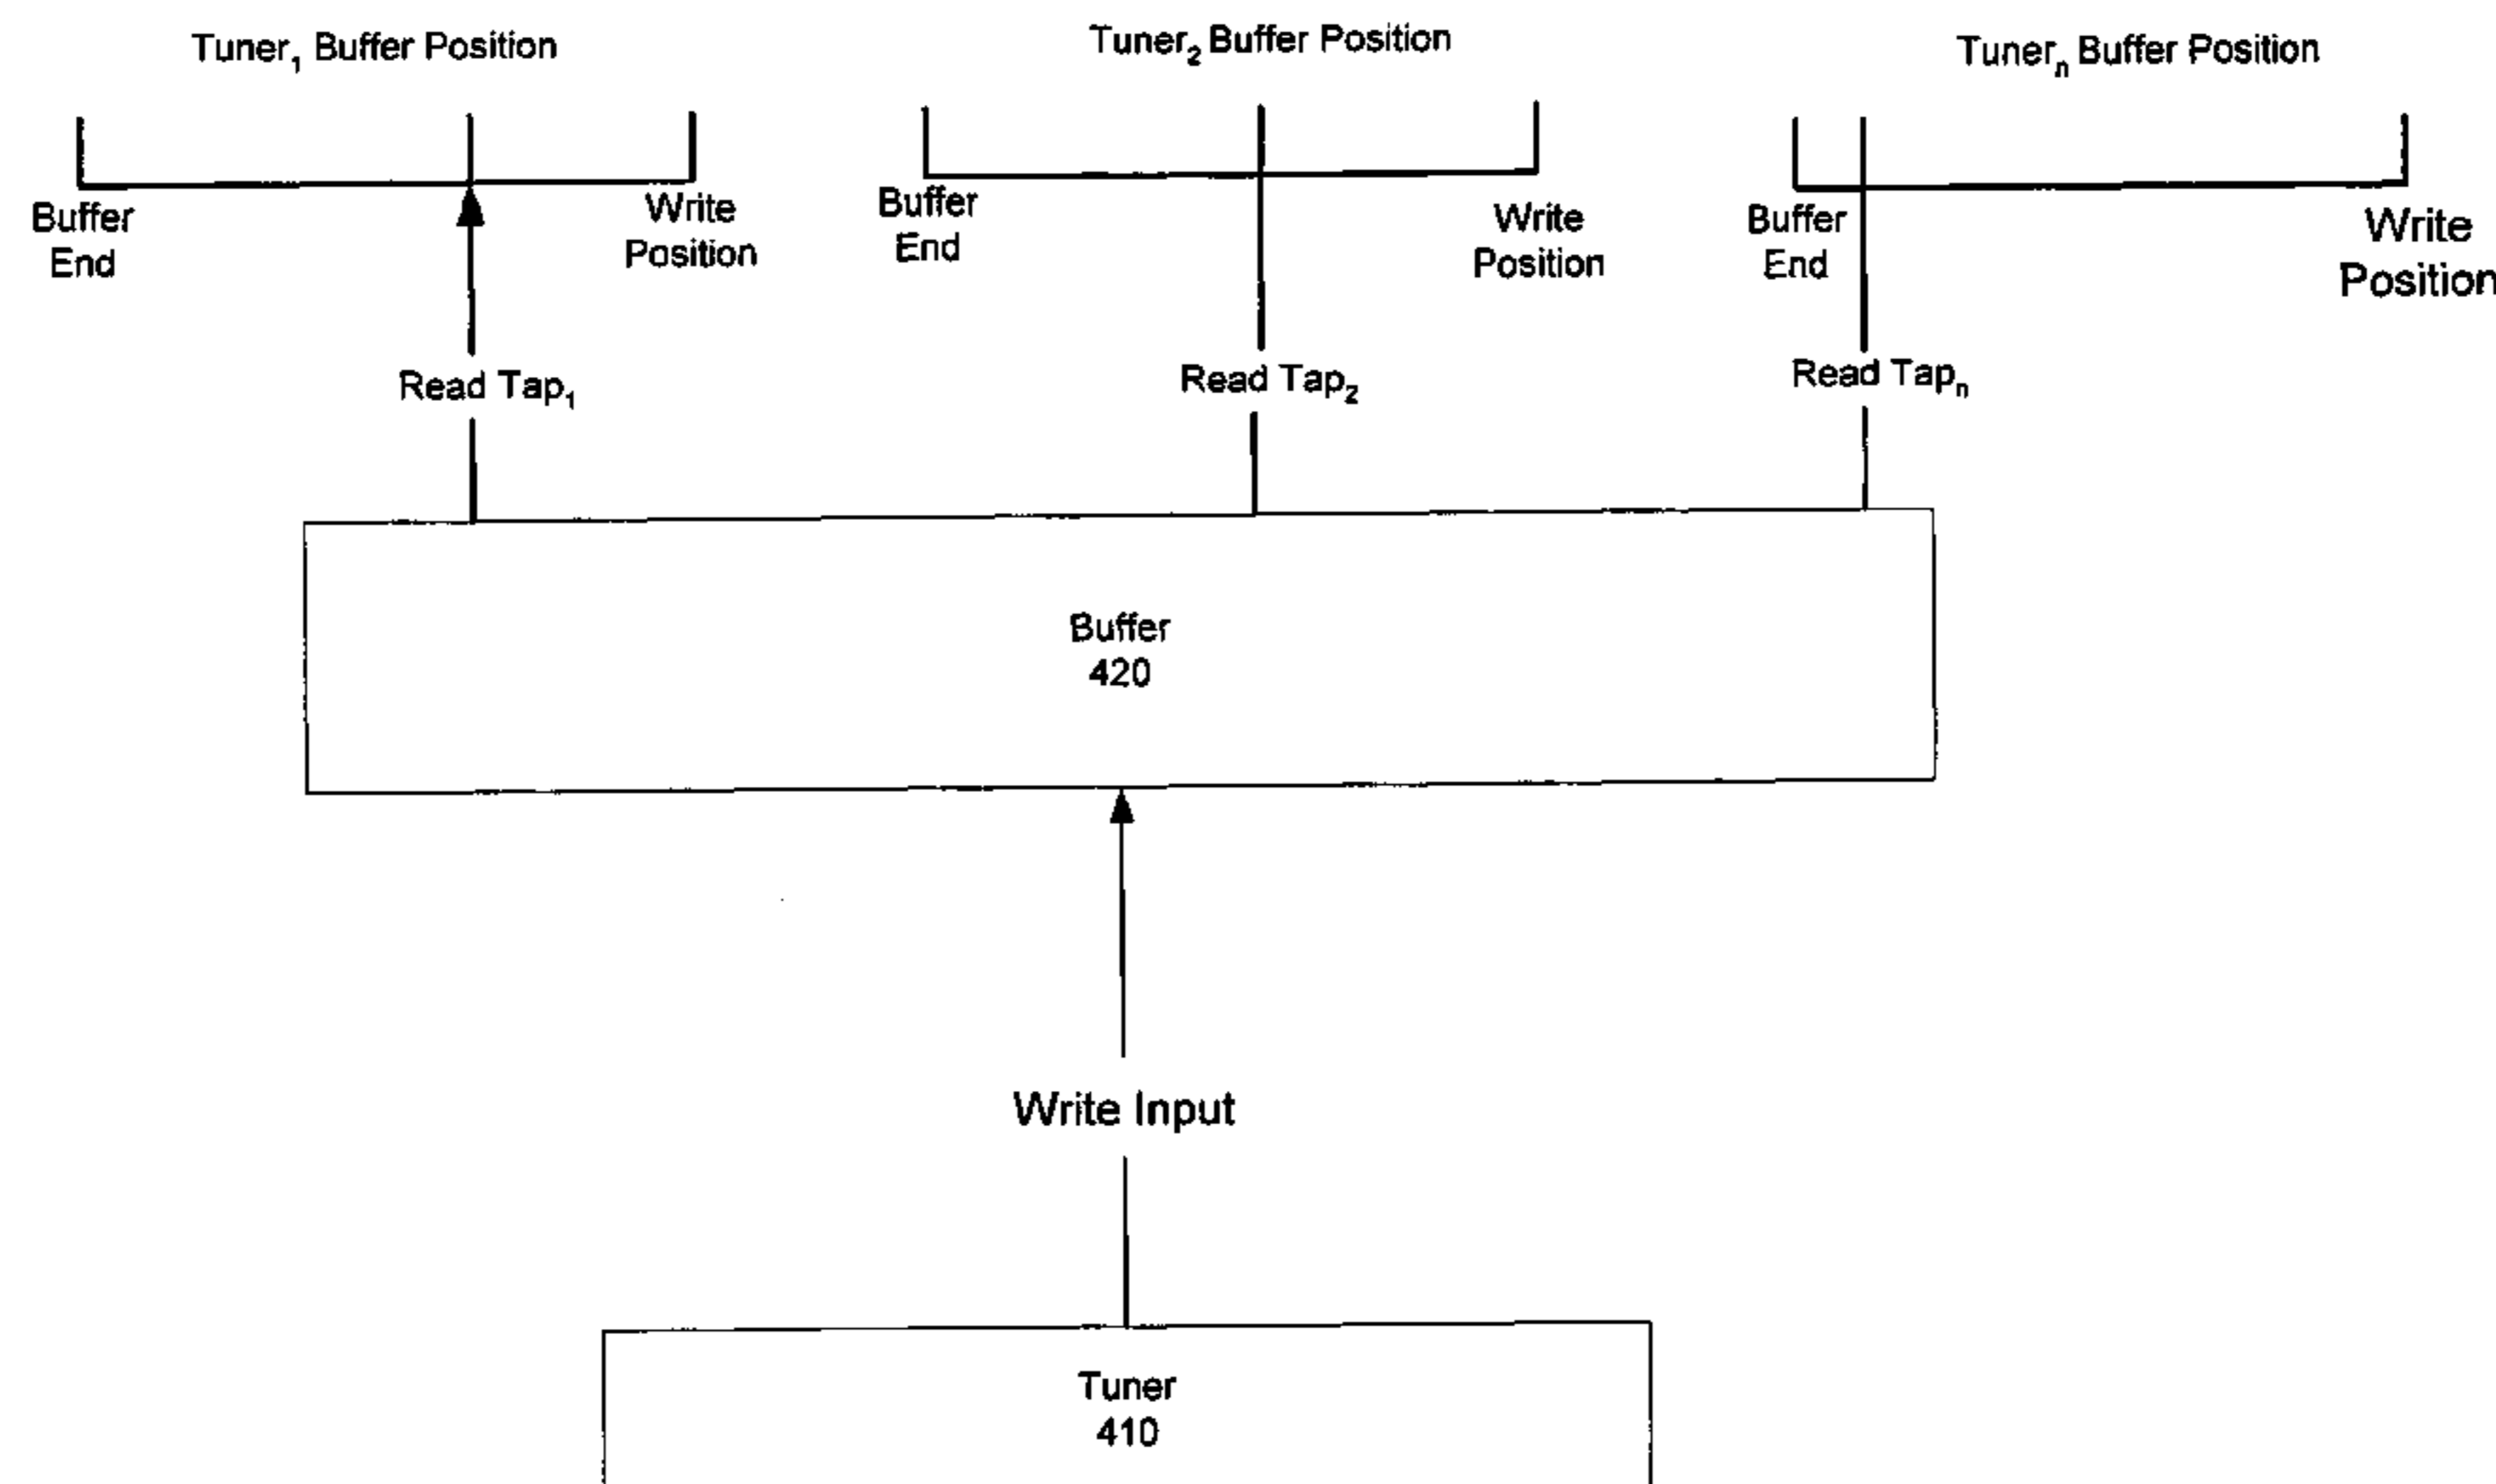 Tuner₁ Buffer Position
Tuner₂ Buffer Position
Tunerₙ Buffer Position
Buffer
End
Write
Position
Buffer
End
Write
Position
Buffer
End
Write
Position
Read Tap₁
Read Tap₂
Read Tapₙ
Buffer
420
Write Input
Tuner
410